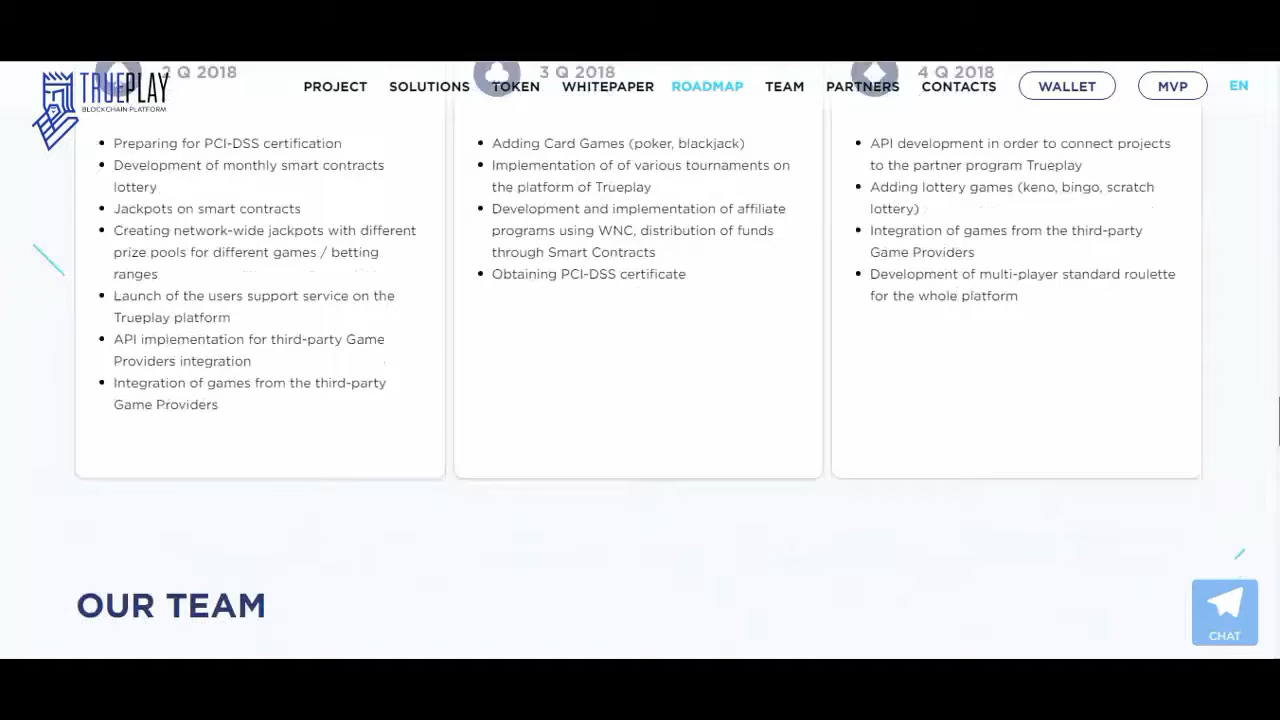 TRUEPLAY
BLOCKCHAIN PLATFORM
PROJECT
SOLUTIONS
TOKEN
WHITEPAPER
ROADMAP
TEAM
PARTNERS
CONTACTS
WALLET
MVP
EN
2 Q 2018
Preparing for PCI-DSS certification
Development of monthly smart contracts
lottery
Jackpots on smart contracts
Creating network-wide jackpots with different
prize pools for different games / betting
ranges
Launch of the users support service on the
Trueplay platform
API implementation for third-party Game
Providers integration
Integration of games from the third-party
Game Providers
3 Q 2018
Adding Card Games (poker, blackjack)
Implementation of of various tournaments on
the platform of Trueplay
Development and implementation of affiliate
programs using WNC, distribution of funds
through Smart Contracts
Obtaining PCI-DSS certificate
4 Q 2018
API development in order to connect projects
to the partner program Trueplay
Adding lottery games (keno, bingo, scratch
lottery)
Integration of games from the third-party
Game Providers
Development of multi-player standard roulette
for the whole platform
OUR TEAM
CHAT